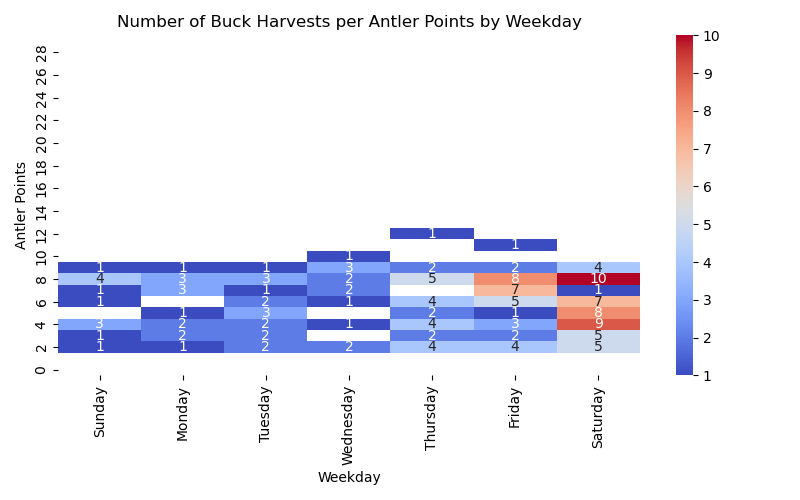 Number of Buck Harvests per Antler Points by Weekday
Antler Points
28
26
24
22
20
18
16
14
12 1
1
10 1
1 1 1 3 2 2 4
8 4 3 3 2 5 8 10
1 3 1 2 7 1
6 1 2 1 4 5 7
1 3 2 1 8
4 3 2 2 1 4 3 9
1 2 2 2 2 5
2 1 1 2 2 4 4 5
0
Sunday Monday Tuesday Wednesday Thursday Friday Saturday
Weekday
10
9
8
7
6
5
4
3
2
1